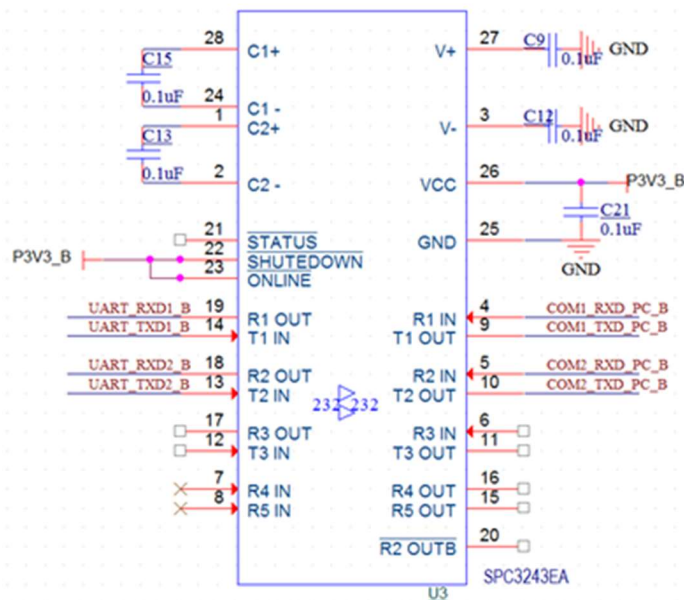 28 C1+ V+ 27 C9 0.1uF GND
C15
0.1uF
24 C1 -
1 C2+ V- 3 C12 0.1uF GND
C13
0.1uF
2 C2 - VCC 26 P3V3_B
C21
0.1uF
21 STATUS GND 25
GND
P3V3_B 22 SHUTEDOWN
23 ONLINE
UART_RXD1_B 19 R1 OUT R1 IN 4 COM1_RXD_PC_B
UART_TXD1_B 14 T1 IN T1 OUT 9 COM1_TXD_PC_B
UART_RXD2_B 18 R2 OUT R2 IN 5 COM2_RXD_PC_B
UART_TXD2_B 13 T2 IN T2 OUT 10 COM2_TXD_PC_B
232 232
17 R3 OUT R3 IN 6
12 T3 IN T3 OUT 11
7 R4 IN R4 OUT 16
8 R5 IN R5 OUT 15
R2 OUTB 20
SPC3243EA
U3